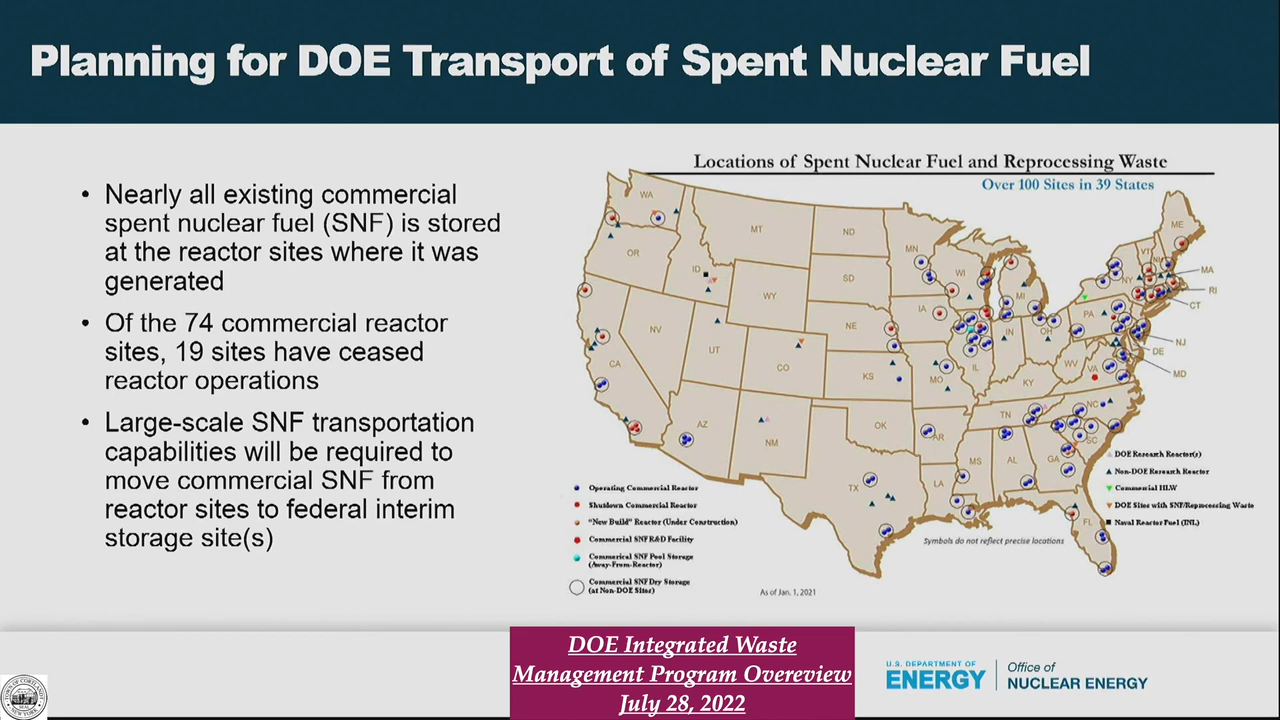 Planning for DOE Transport of Spent Nuclear Fuel
• Nearly all existing commercial
spent nuclear fuel (SNF) is stored
at the reactor sites where it was
generated
• Of the 74 commercial reactor
sites, 19 sites have ceased
reactor operations
• Large-scale SNF transportation
capabilities will be required to
move commercial SNF from
reactor sites to federal interim
storage site(s)
Locations of Spent Nuclear Fuel and Reprocessing Waste
Over 100 Sites in 39 States
WA
MT
ND
MN
ME
OR
ID
SD
WI
MI
VT
NY
MA
RI
CT
WY
NE
IA
PA
NJ
DE
MD
NV
UT
CO
KS
MO
IL
IN
OH
WV
VA
KY
CA
AZ
NM
OK
AR
TN
NC
SC
MS
AL
GA
TX
LA
FL
Operating Commercial Reactor
Shutdown Commercial Reactor
"New Build" Reactor (Under Construction)
Commercial SNF R&D Facility
Commerical SNF Pool Storage
(Away-From-Reactor)
Commercial SNF Dry Storage
(at Non-DOE Sites)
DOE Research Reactor(s)
Non-DOE Research Reactor
Commercial HLW
DOE Sites with SNF/Reprocessing Waste
Naval Reactor Fuel (INL)
Symbols do not reflect precise locations
As of Jan. 1, 2021
DOE Integrated Waste
Management Program Overeview
July 28, 2022
U.S. DEPARTMENT OF
ENERGY
Office of
NUCLEAR ENERGY